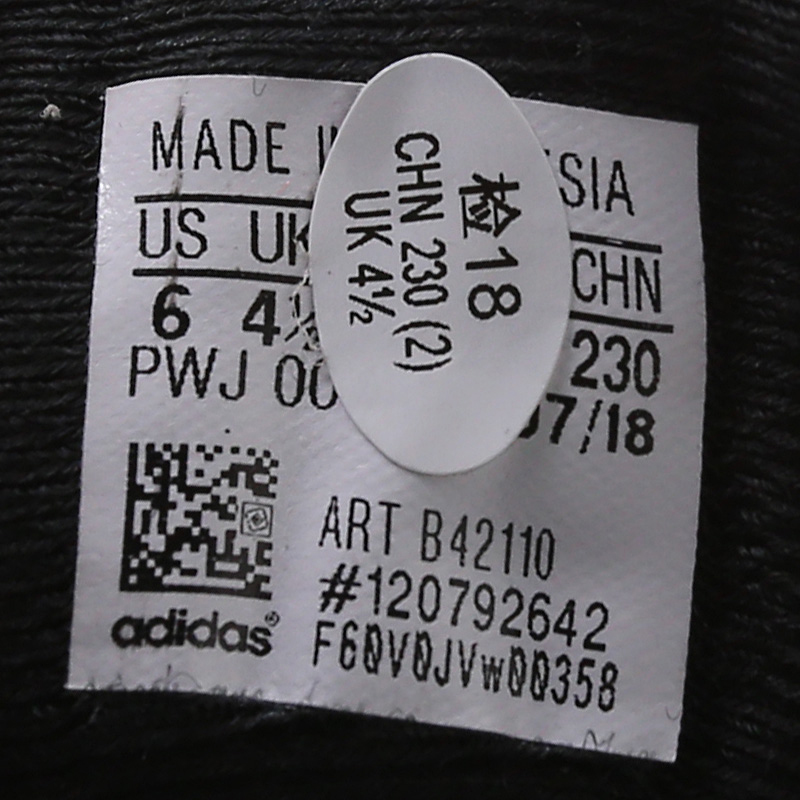 MADE
SIA
US UK
CHN
6 4½
230
PWJ 00
07/18
检18
CHN 230 (2)
UK 4½
ART B42110
#120792642
adidas®
F60V0JVw00358